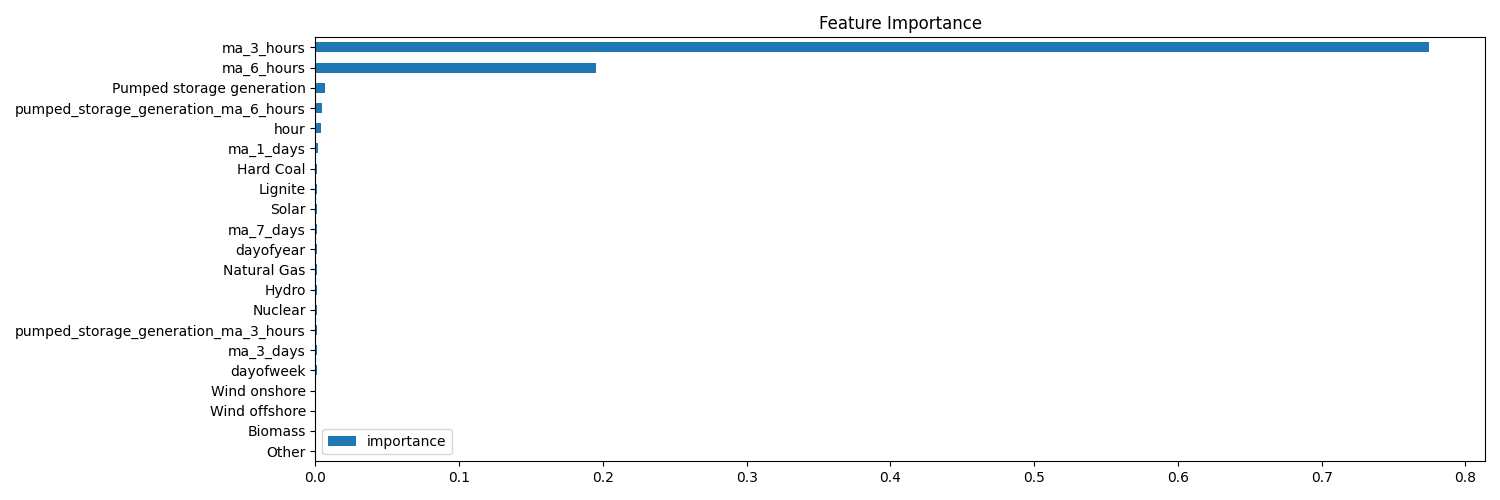 Feature Importance
ma_3_hours
ma_6_hours
Pumped storage generation
pumped_storage_generation_ma_6_hours
hour
ma_1_days
Hard Coal
Lignite
Solar
ma_7_days
dayofyear
Natural Gas
Hydro
Nuclear
pumped_storage_generation_ma_3_hours
ma_3_days
dayofweek
Wind onshore
Wind offshore
Biomass
Other
importance
0.0 0.1 0.2 0.3 0.4 0.5 0.6 0.7 0.8